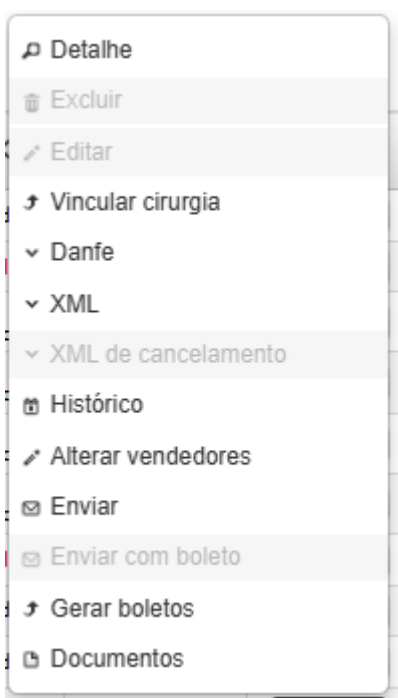 Detalhe
Excluir
Editar
Vincular cirurgia
Danfe
XML
XML de cancelamento
Histórico
Alterar vendedores
Enviar
Enviar com boleto
Gerar boletos
Documentos